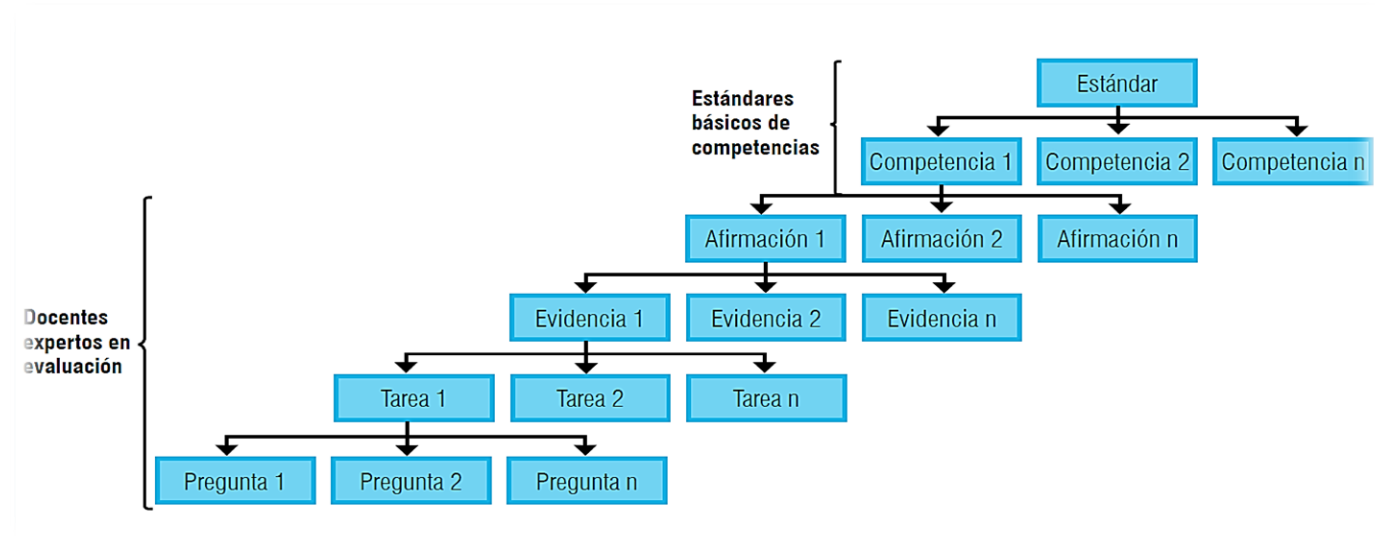 Estándar
Estándares
básicos de
competencias
Competencia 1
Competencia 2
Competencia n
Afirmación 1
Afirmación 2
Afirmación n
Evidencia 1
Evidencia 2
Evidencia n
Docentes
expertos en
evaluación
Tarea 1
Tarea 2
Tarea n
Pregunta 1
Pregunta 2
Pregunta n